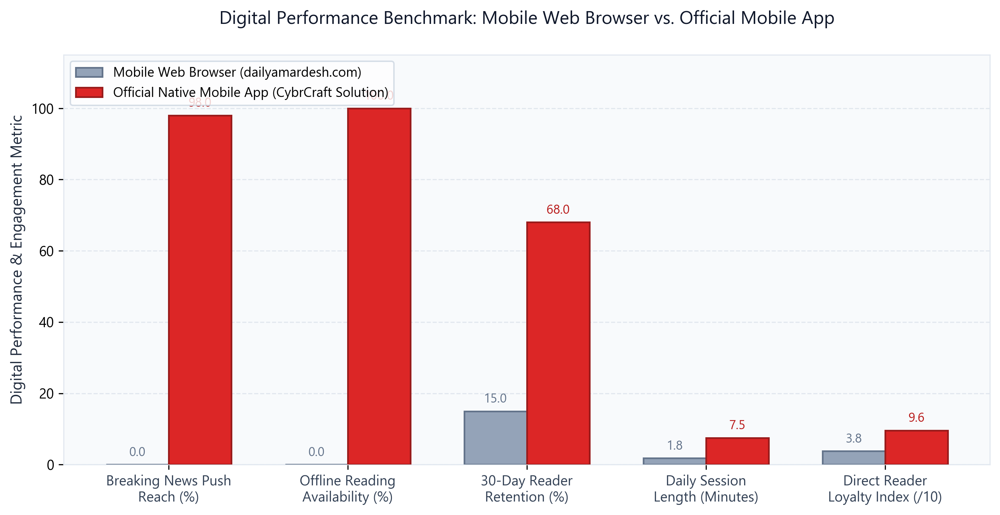 Digital Performance Benchmark: Mobile Web Browser vs. Official Mobile App
Mobile Web Browser (dailyamardesh.com)
Official Native Mobile App (CybrCraft Solution)
Digital Performance & Engagement Metric
100
80
60
40
20
0
0.0
98.0
0.0
100.0
15.0
68.0
1.8
7.5
3.8
9.6
Breaking News Push
Reach (%)
Offline Reading
Availability (%)
30-Day Reader
Retention (%)
Daily Session
Length (Minutes)
Direct Reader
Loyalty Index (/10)